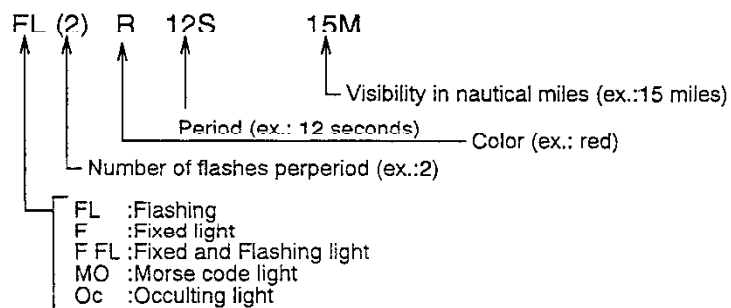 FL (2) R 12S 15M
Visibility in nautical miles (ex.:15 miles)
Period (ex.: 12 seconds)
Color (ex.: red)
Number of flashes perperiod (ex.:2)
FL :Flashing
F :Fixed light
F FL :Fixed and Flashing light
MO :Morse code light
Oc :Occulting light